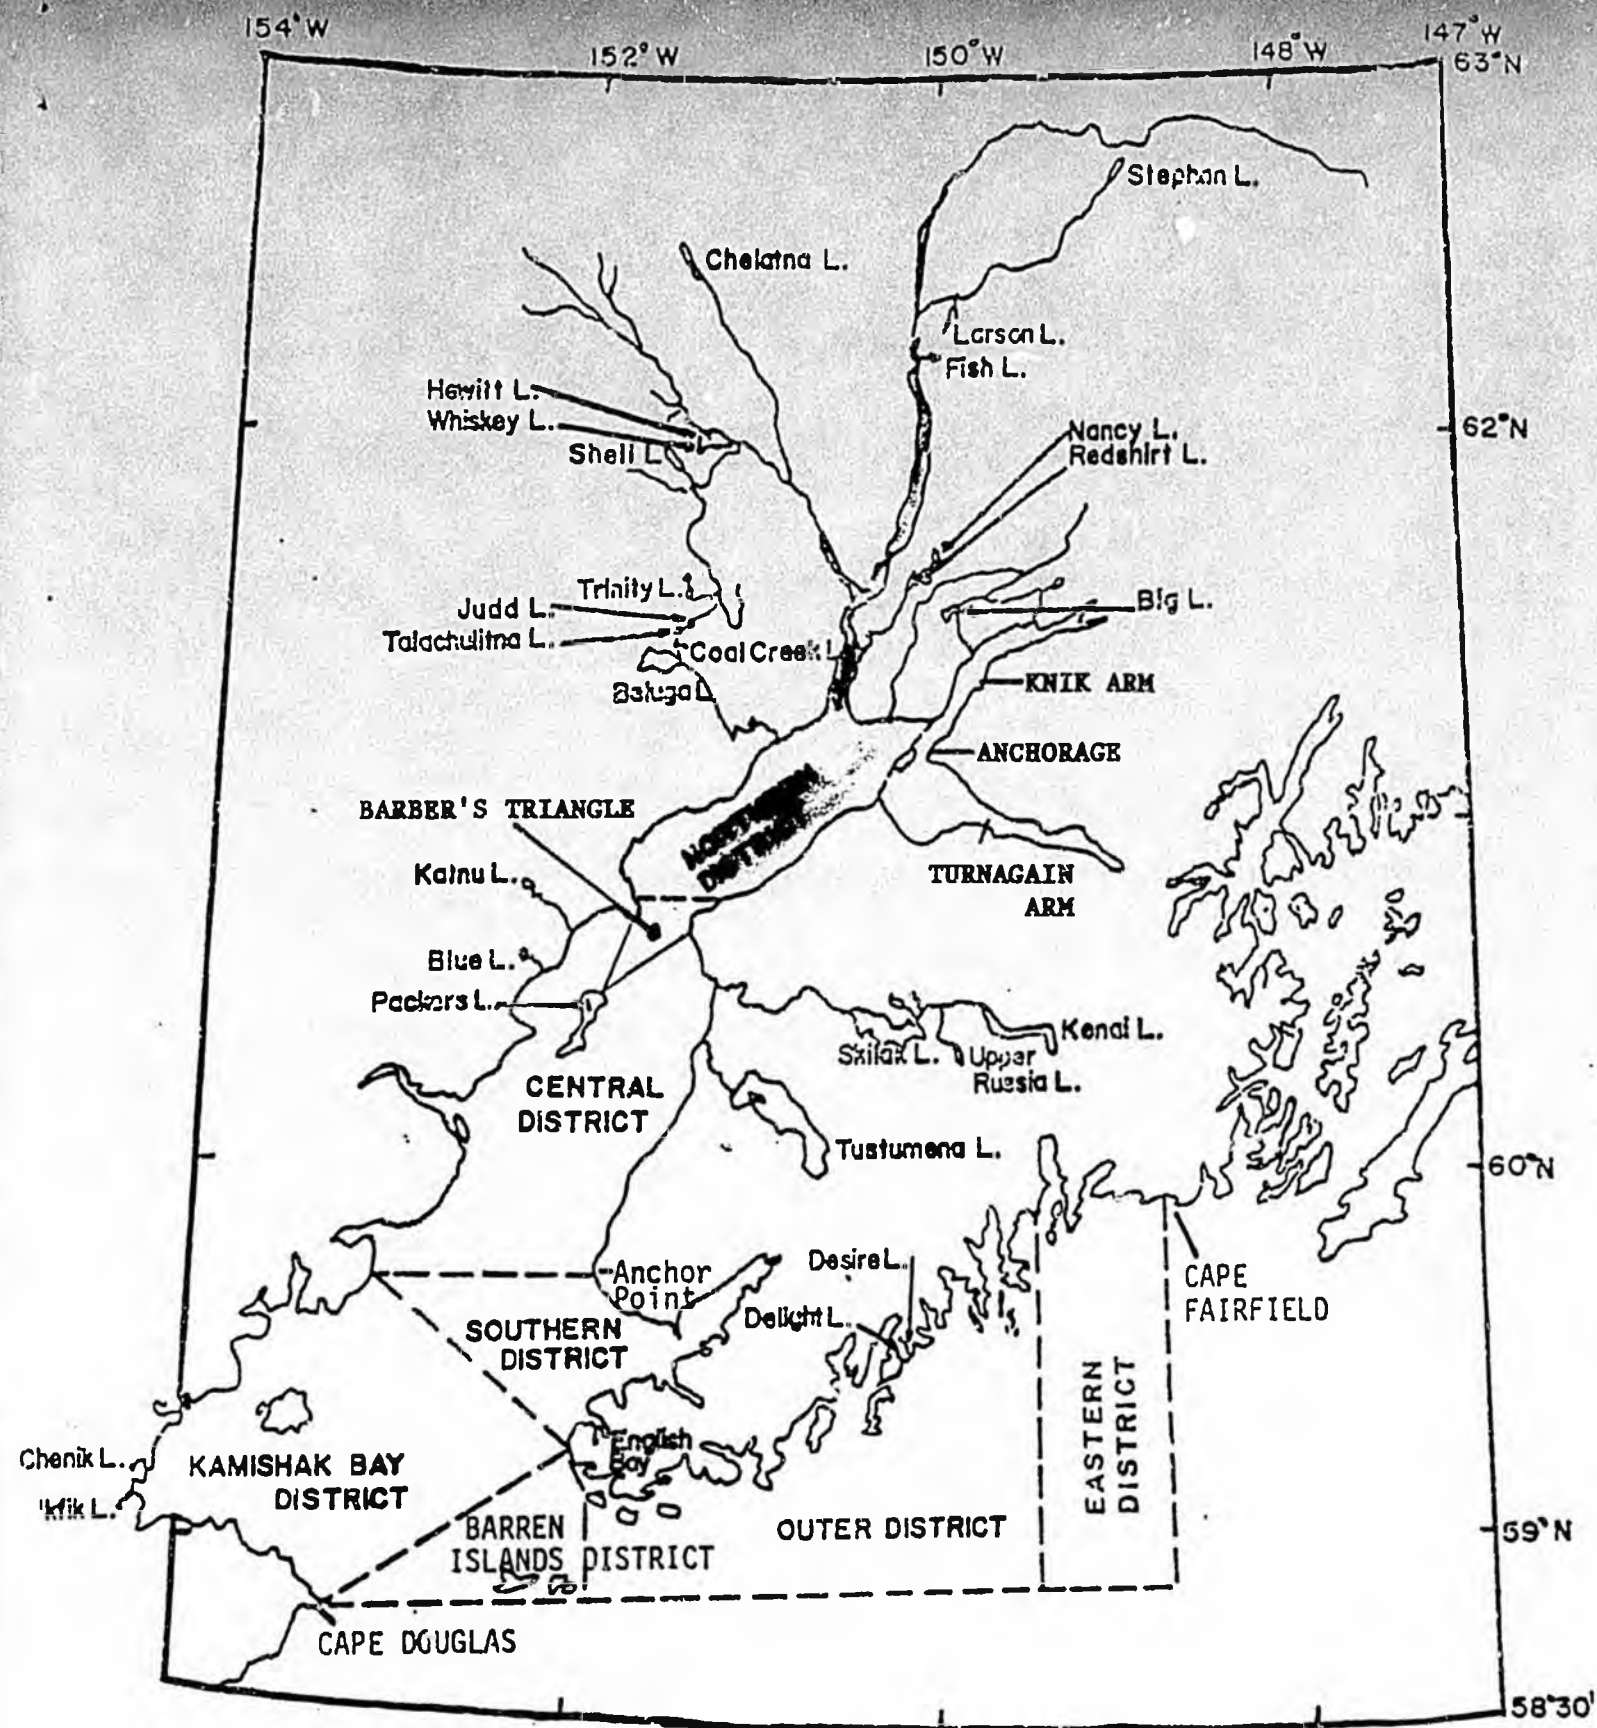 154°W
152°W
150°W
148°W
147°W
63°N
Stephan L.
Chelatna L.
Larson L.
Fish L.
Hewitt L.
Whiskey L.
Shell L.
Nancy L.
Redshirt L.
62°N
Trinity L.
Judd L.
Talachulitna L.
Coal Creek L.
Beluga L.
Big L.
KNIK ARM
ANCHORAGE
NORTHERN
DISTRICT
BARBER'S TRIANGLE
Katnu L.
TURNAGAIN
ARM
Blue L.
Packers L.
Skilak L.
Upper
Russia L.
Kenai L.
CENTRAL
DISTRICT
Tustumena L.
60°N
Anchor
Point
Desire L.
Delight L.
CAPE
FAIRFIELD
SOUTHERN
DISTRICT
EASTERN
DISTRICT
English
Bay
Chenik L.
KAMISHAK BAY
DISTRICT
L.
BARREN
ISLANDS DISTRICT
OUTER DISTRICT
59°N
CAPE DOUGLAS
58°30'